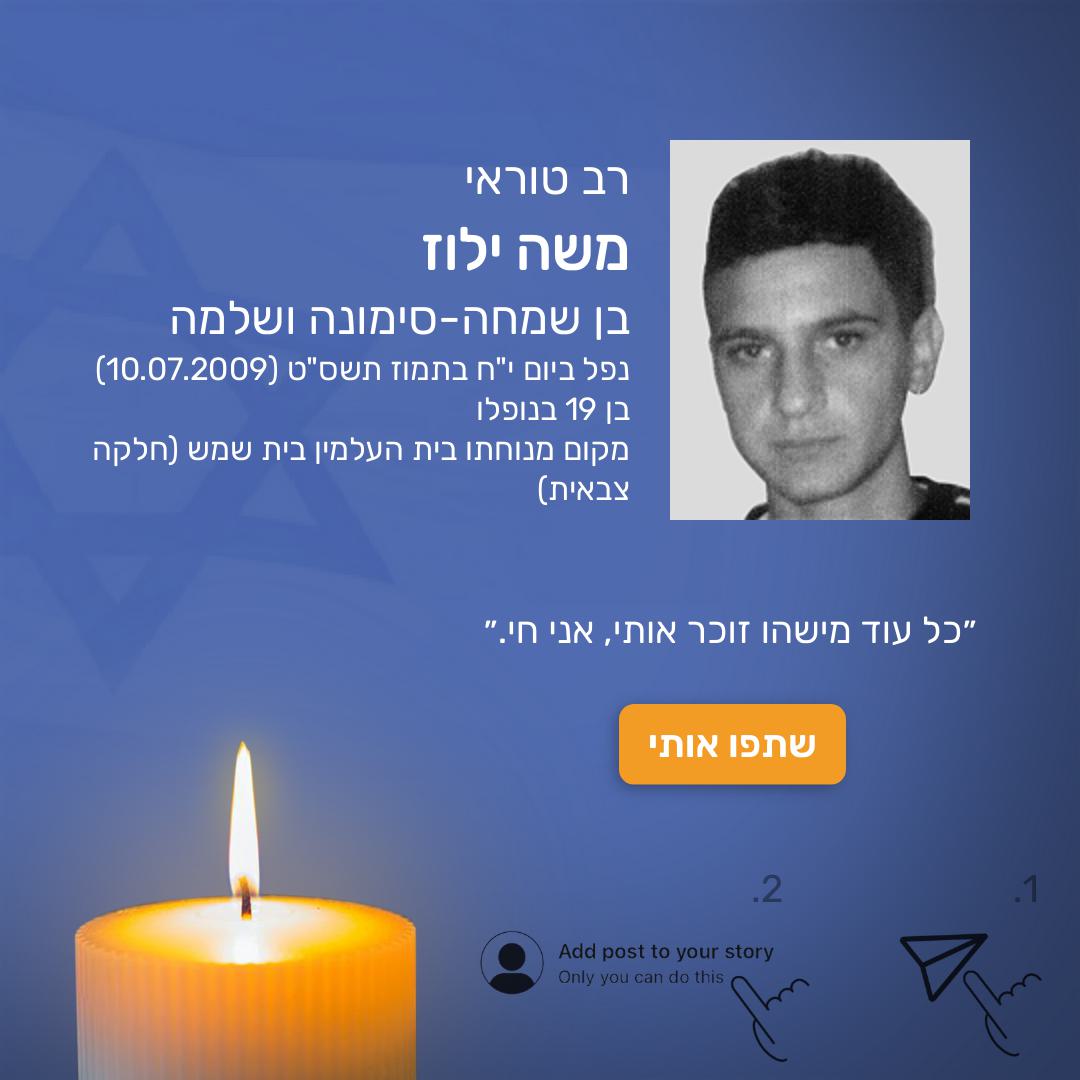 רב טוראי
משה ילוז
בן שמחה-סימונה ושלמה
נפל ביום י"ח בתמוז תשס"ט (10.07.2009)
בן 19 בנופלו
מקום מנוחתו בית העלמין בית שמש (חלקה
צבאית)
״כל עוד מישהו זוכר אותי, אני חי.״
שתפו אותי
1.
2.
Add post to your story
Only you can do this